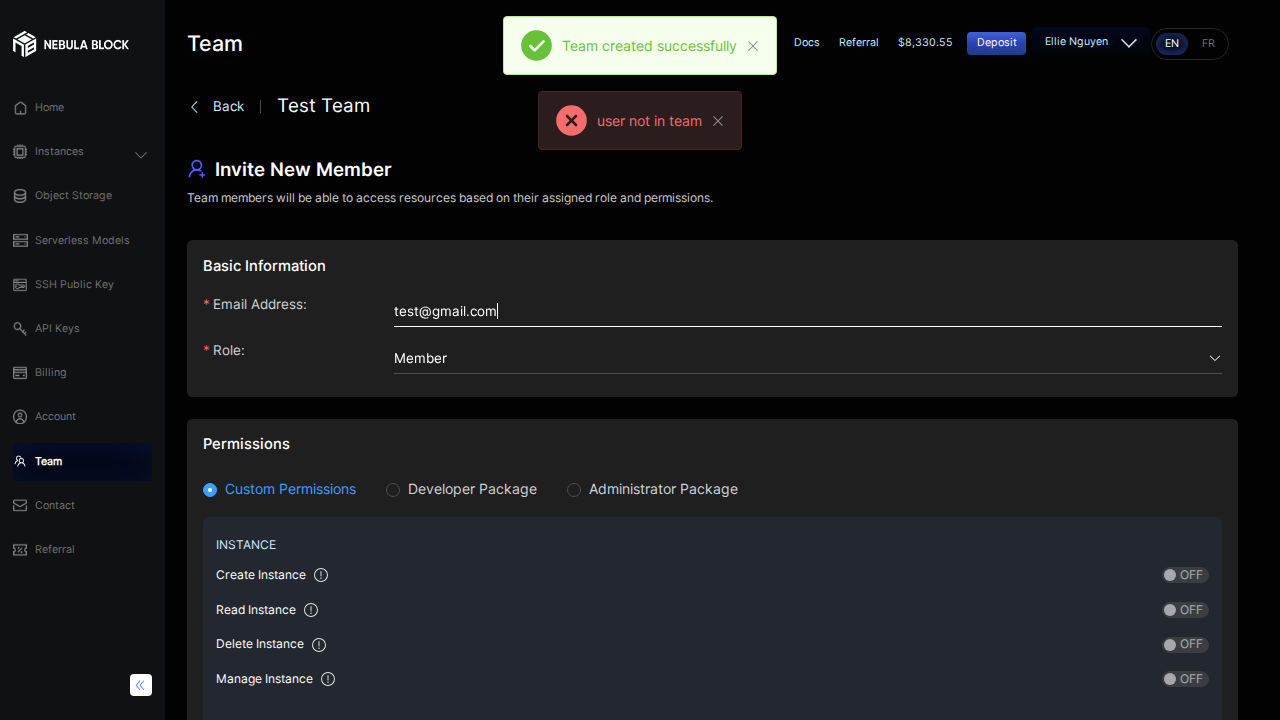 NEBULA BLOCK
Home
Instances
Object Storage
Serverless Models
SSH Public Key
API Keys
Billing
Account
Team
Contact
Referral
Team
Team created successfully
Docs
Referral
$8,330.55
Deposit
Ellie Nguyen
EN
FR
Back
Test Team
user not in team
Invite New Member
Team members will be able to access resources based on their assigned role and permissions.
Basic Information
* Email Address:
test@gmail.com
* Role:
Member
Permissions
Custom Permissions
Developer Package
Administrator Package
INSTANCE
Create Instance
OFF
Read Instance
OFF
Delete Instance
OFF
Manage Instance
OFF